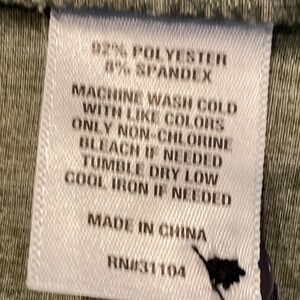 92% POLYESTER
8% SPANDEX
MACHINE WASH COLD
WITH LIKE COLORS
ONLY NON-CHLORINE
BLEACH IF NEEDED
TUMBLE DRY LOW
COOL IRON IF NEEDED
MADE IN CHINA
RN#31104